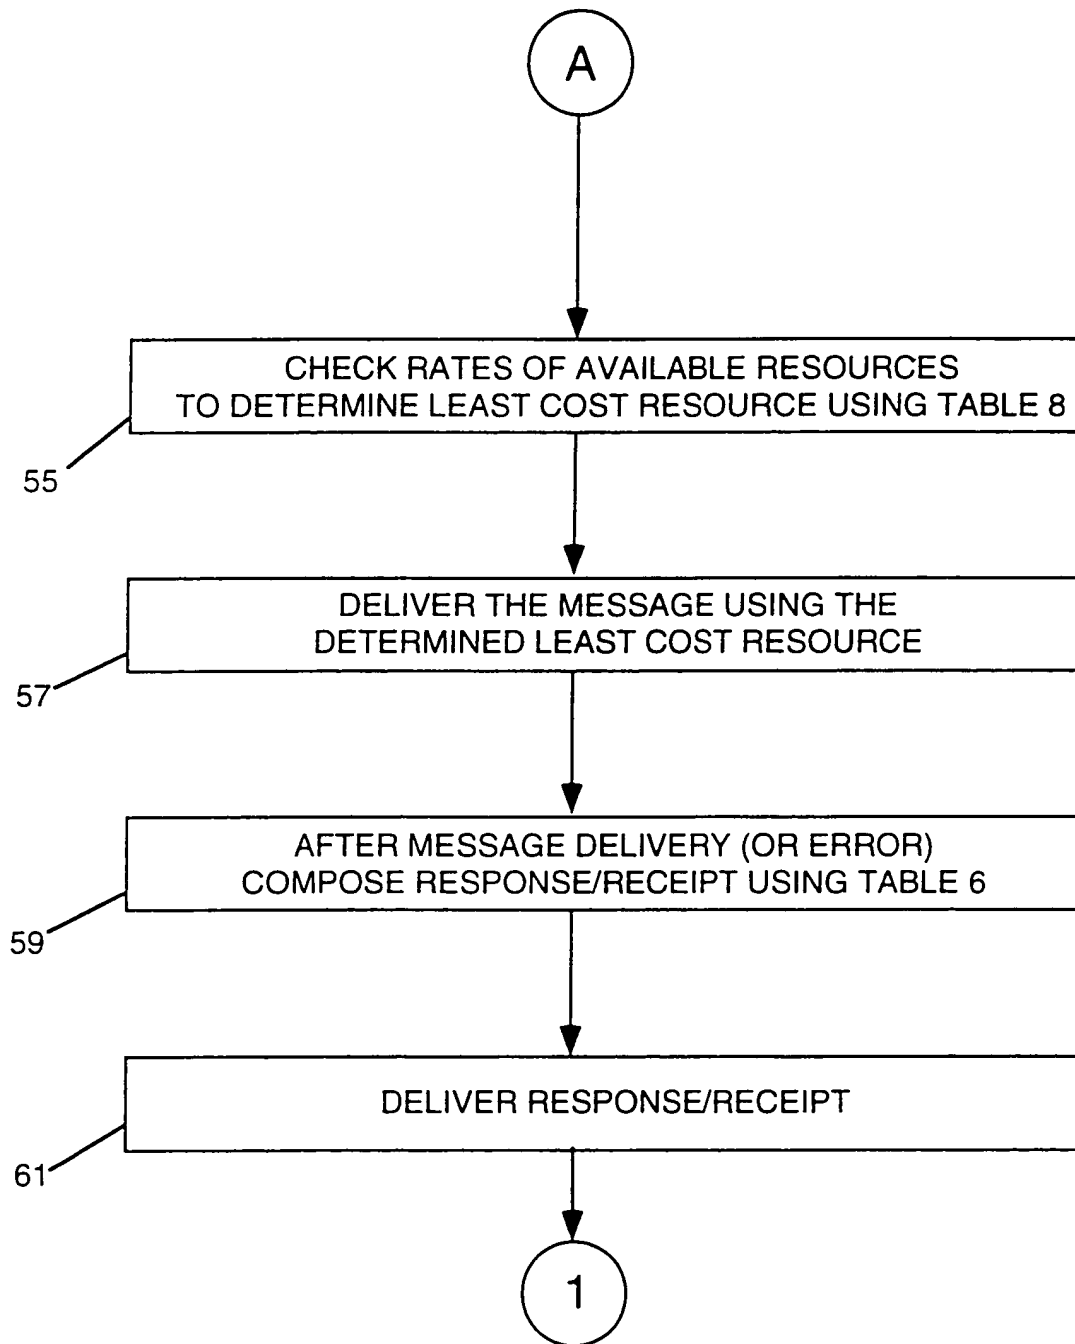 A
CHECK RATES OF AVAILABLE RESOURCES
TO DETERMINE LEAST COST RESOURCE USING TABLE 8
55
DELIVER THE MESSAGE USING THE
DETERMINED LEAST COST RESOURCE
57
AFTER MESSAGE DELIVERY (OR ERROR)
COMPOSE RESPONSE/RECEIPT USING TABLE 6
59
DELIVER RESPONSE/RECEIPT
61
1